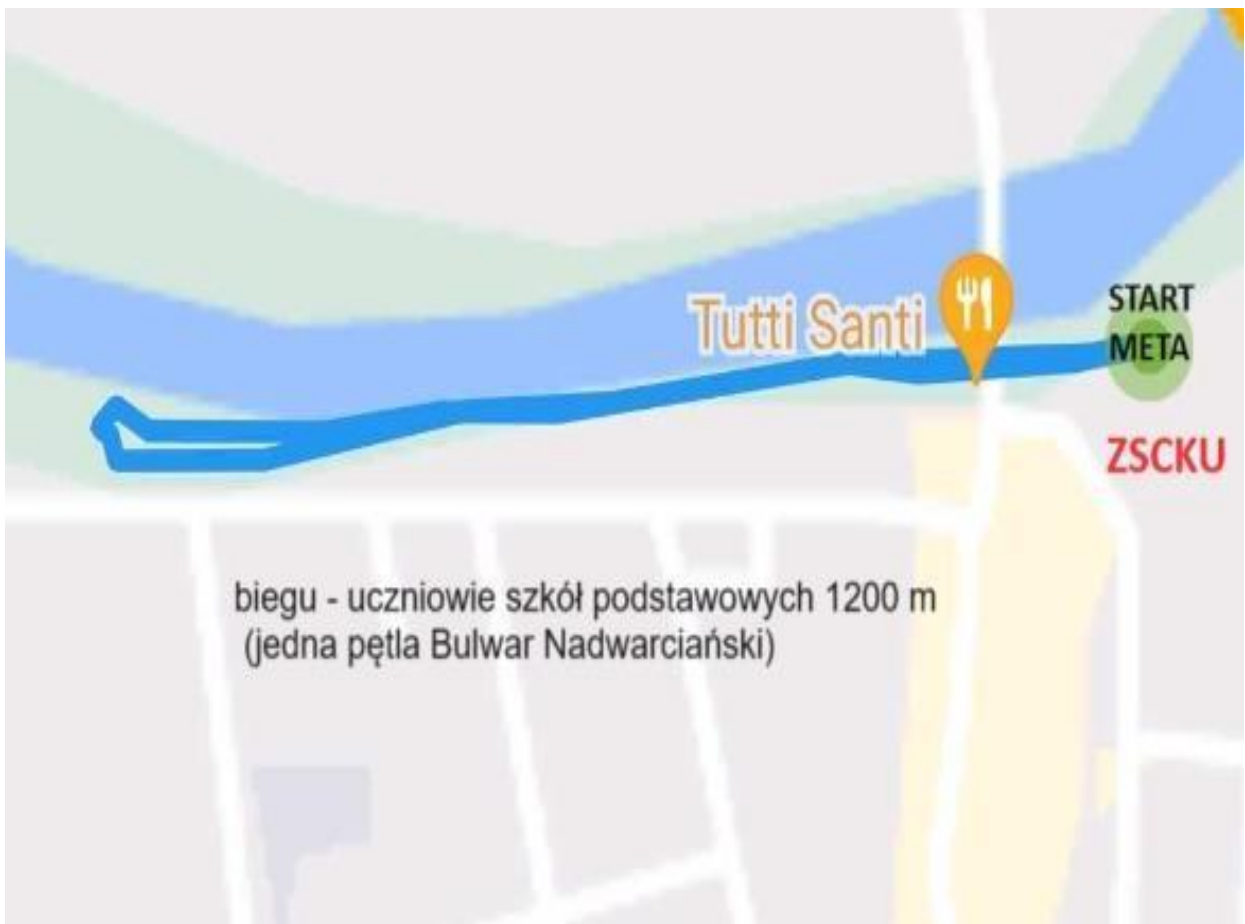 START
Tutti Santi
META
ZSCKU
biegu - uczniowie szkół podstawowych 1200 m
(jedna pętla Bulwar Nadwarciański)